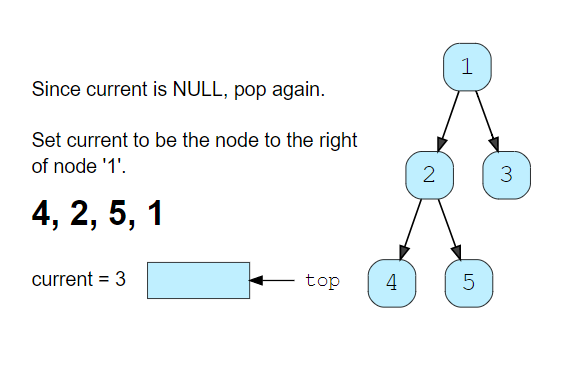 Since current is NULL, pop again.
Set current to be the node to the right
of node '1'.
4, 2, 5, 1
current = 3
top
1
2
3
4
5